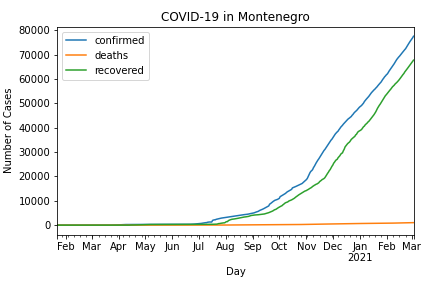 COVID-19 in Montenegro
confirmed
deaths
recovered
Number of Cases
80000
70000
60000
50000
40000
30000
20000
10000
0
Feb Mar Apr May Jun Jul Aug Sep Oct Nov Dec Jan Feb Mar
2021
Day